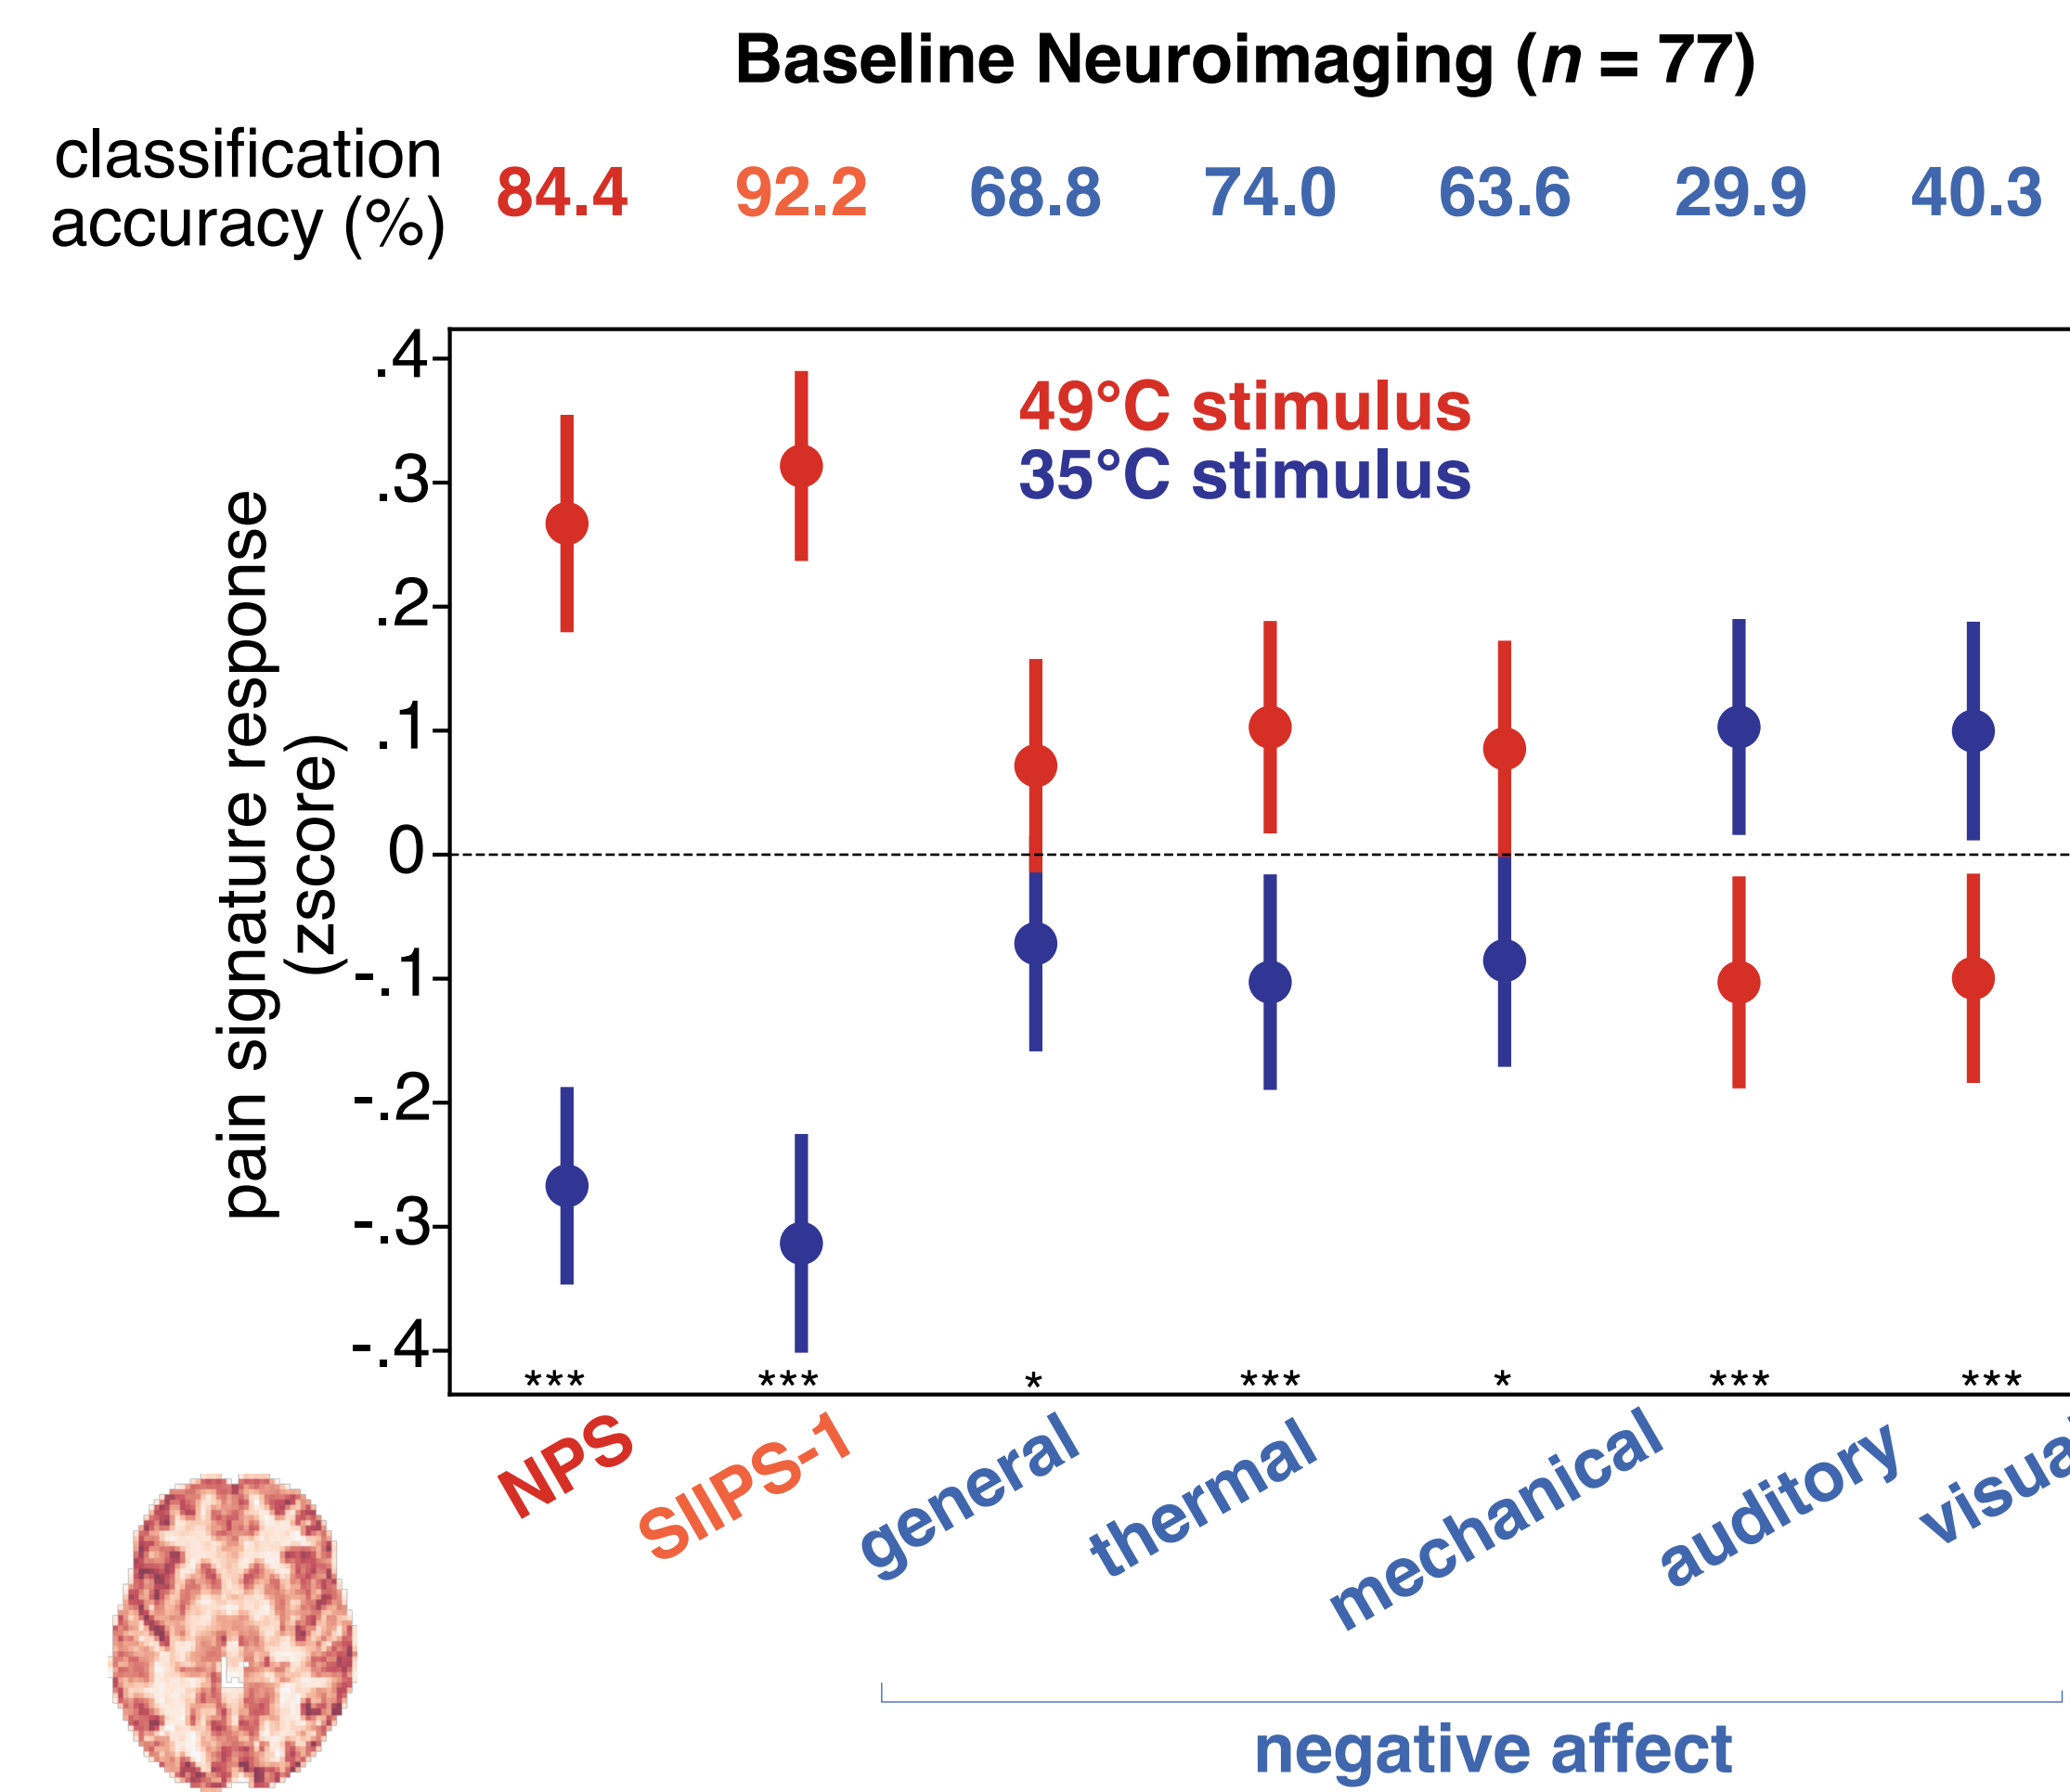 Baseline Neuroimaging (n = 77)
classification
accuracy (%)
84.4 92.2 68.8 74.0 63.6 29.9 40.3
49°C stimulus
35°C stimulus
pain signature response
(zscore)
.4
.3
.2
.1
0
-.1
-.2
-.3
-.4
*** *** * *** * *** ***
NPS SIIPS-1 general thermal mechanical auditory visua
negative affect